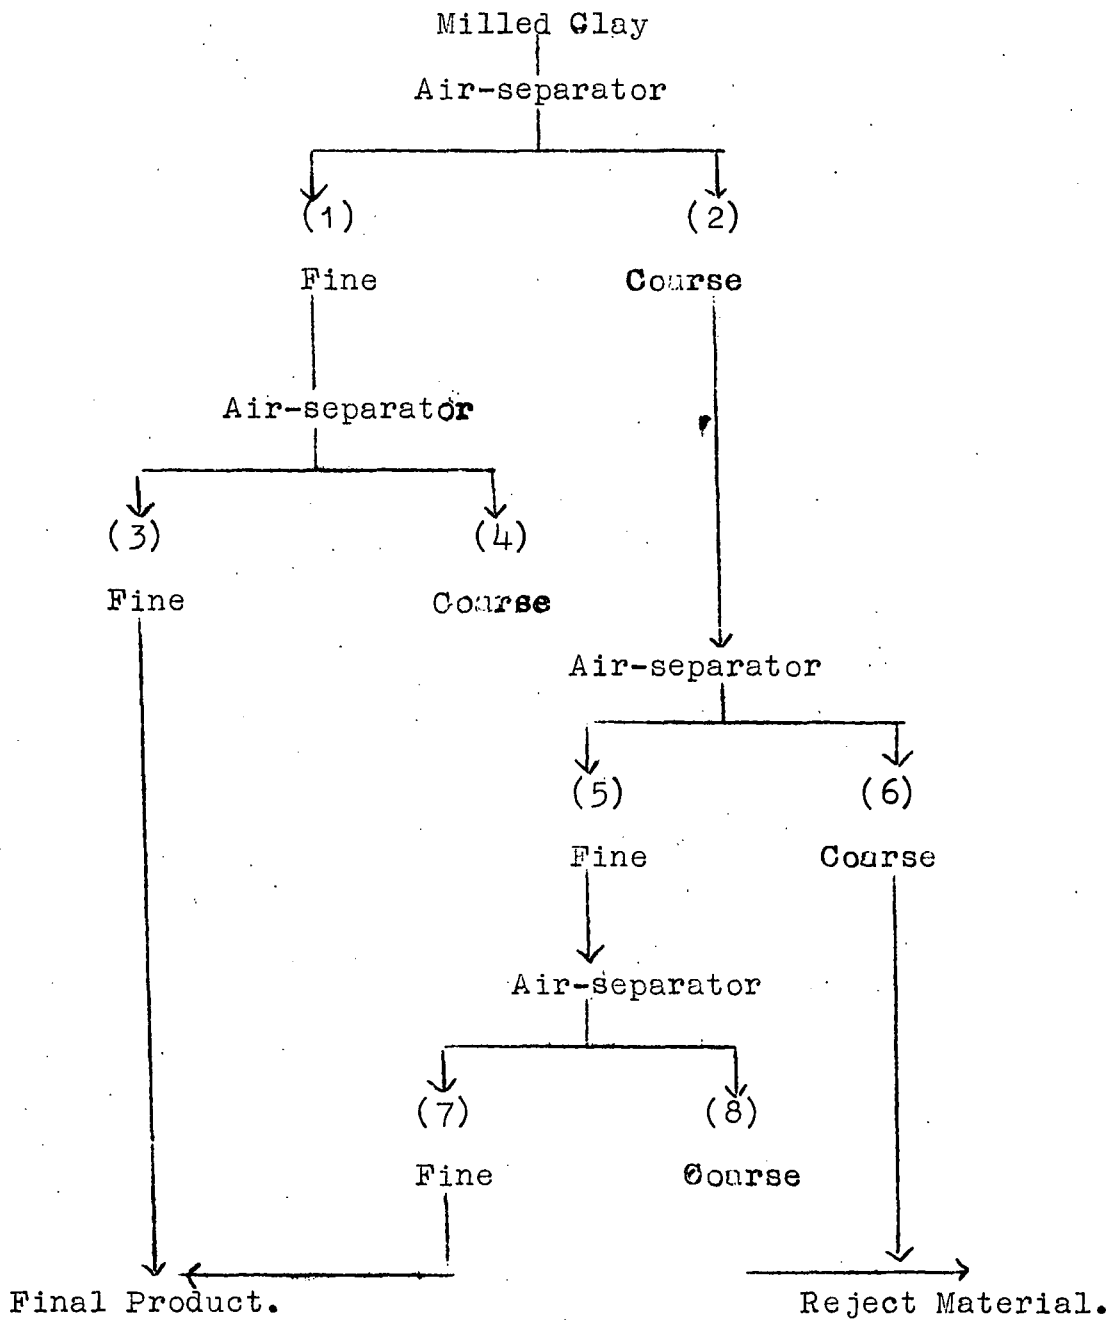 Milled Clay
Air-separator
(1) (2)
Fine Course
Air-separator
(3) (4)
Fine Course
Air-separator
(5) (6)
Fine Course
Air-separator
(7) (8)
Fine Course
Final Product. Reject Material.